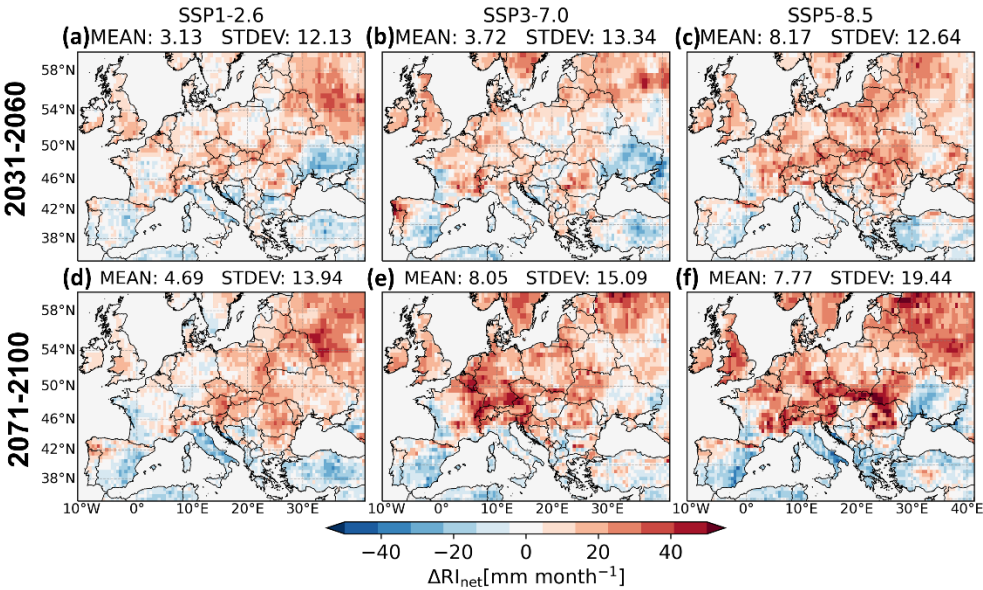 SSP1-2.6 SSP3-7.0 SSP5-8.5
(a) MEAN: 3.13 STDEV: 12.13 (b) MEAN: 3.72 STDEV: 13.34 (c) MEAN: 8.17 STDEV: 12.64
2031-2060
58°N
54°N
50°N
46°N
42°N
38°N
(d) MEAN: 4.69 STDEV: 13.94 (e) MEAN: 8.05 STDEV: 15.09 (f) MEAN: 7.77 STDEV: 19.44
2071-2100
58°N
54°N
50°N
46°N
42°N
38°N
10°W 0° 10°E 20°E 30°E 10°W 0° 10°E 20°E 30°E 10°W 0° 10°E 20°E 30°E 40°E
−40 −20 0 20 40
ΔRInet[mm month⁻¹]